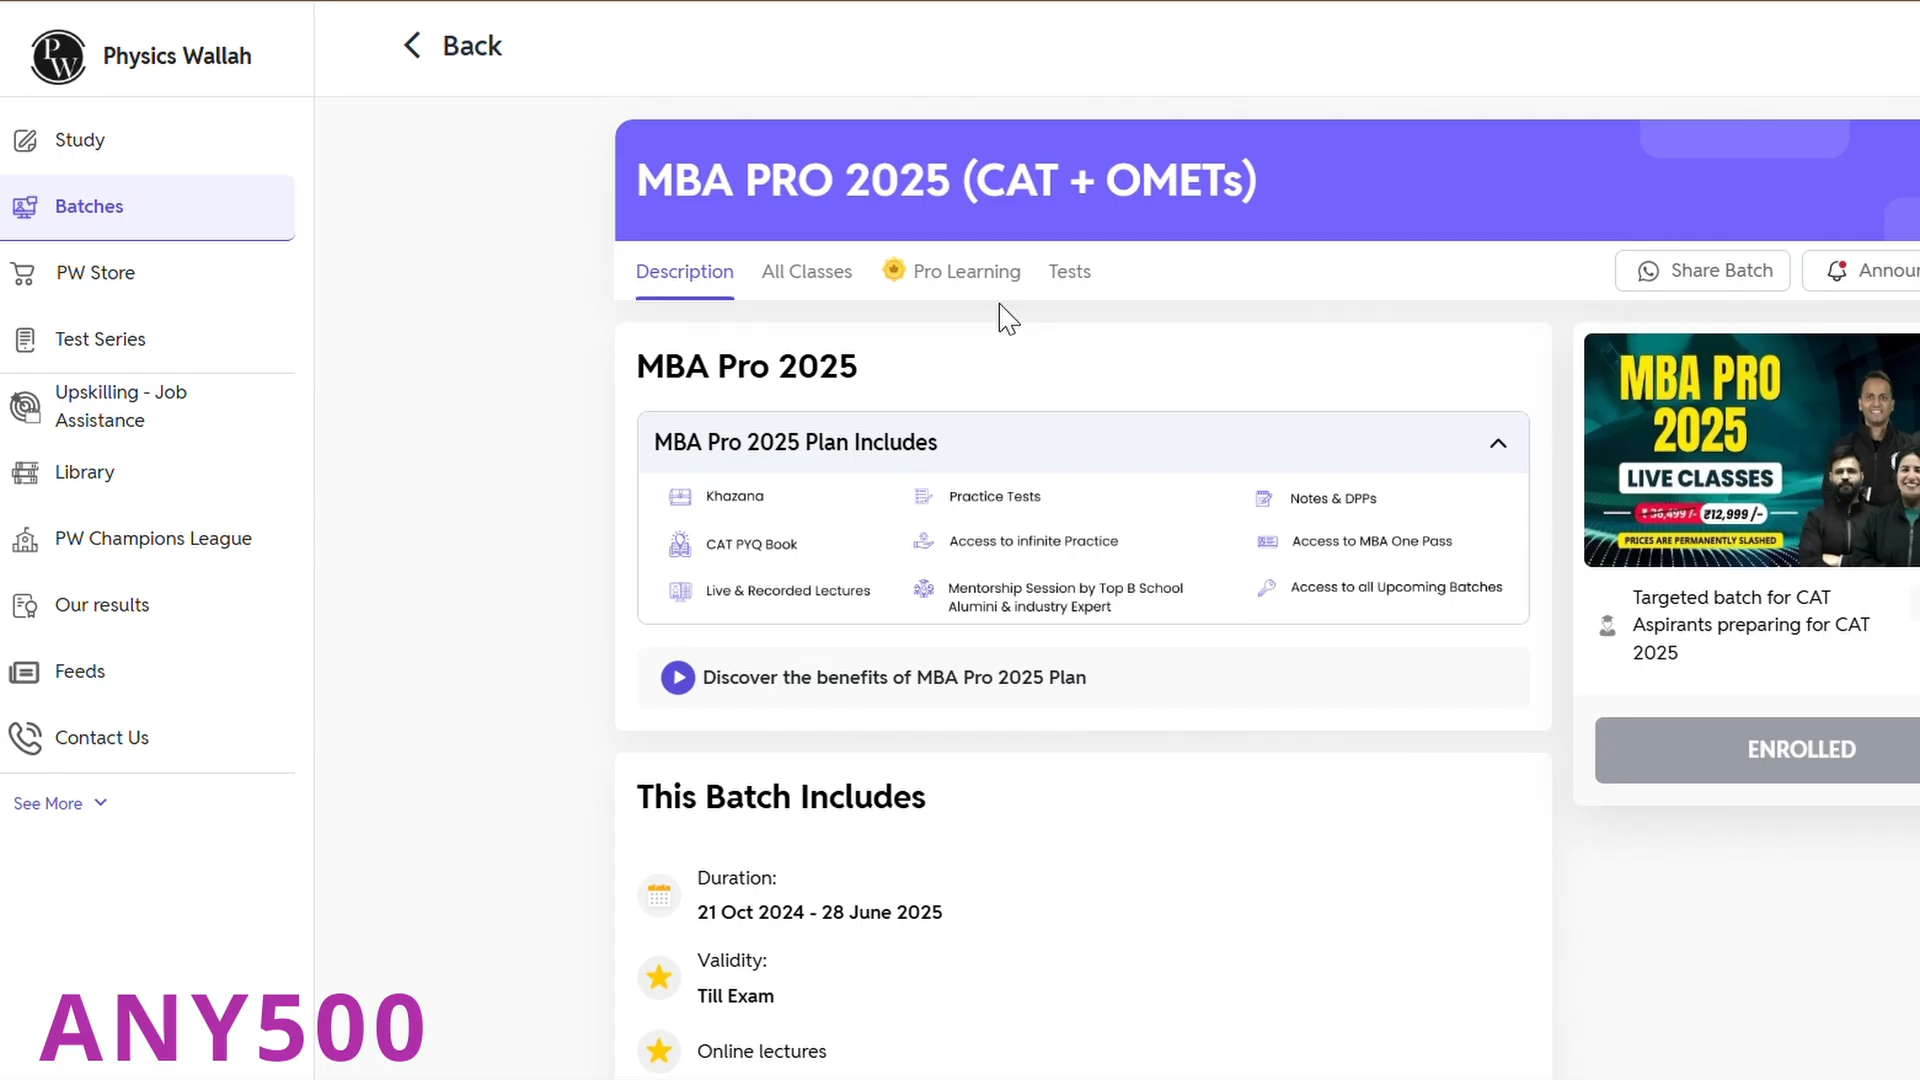 PW
Physics Wallah
Back
Study
Batches
PW Store
Test Series
Upskilling - Job
Assistance
Library
PW Champions League
Our results
Feeds
Contact Us
See More
MBA PRO 2025 (CAT + OMETs)
Description
All Classes
Pro Learning
Tests
Share Batch
Announ
MBA Pro 2025
MBA Pro 2025 Plan Includes
Khazana
Practice Tests
Notes & DPPs
CAT PYQ Book
Access to infinite Practice
Access to MBA One Pass
Live & Recorded Lectures
Mentorship Session by Top B School
Alumni & industry Expert
Access to all Upcoming Batches
Discover the benefits of MBA Pro 2025 Plan
This Batch Includes
Duration:
21 Oct 2024 - 28 June 2025
Validity:
Till Exam
Online lectures
MBA PRO
2025
LIVE CLASSES
₹ 36,499 /- ₹12,999 /-
PRICES ARE PERMANENTLY SLASHED
Targeted batch for CAT
Aspirants preparing for CAT
2025
ENROLLED
ANY500